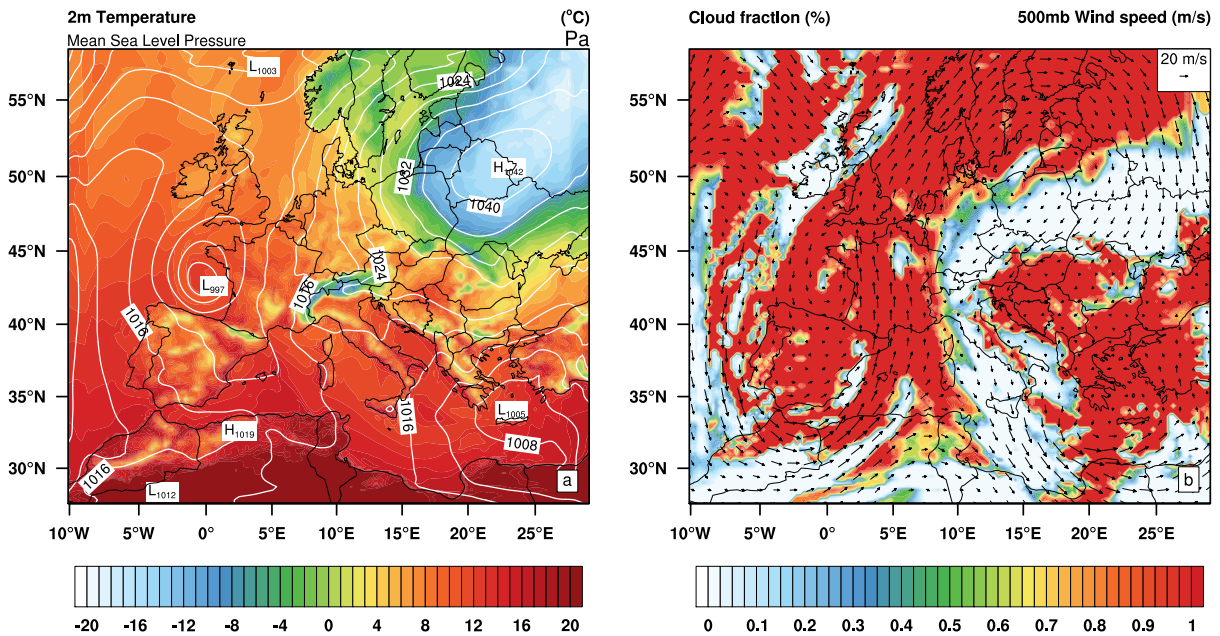 2m Temperature (°C)
Mean Sea Level Pressure Pa
L1003
1024
H1042
1032
1040
1024
1016
L997
1016
1016
L1005
H1019
1008
1016
L1012
a
55°N
50°N
45°N
40°N
35°N
30°N
10°W 5°W 0° 5°E 10°E 15°E 20°E 25°E
-20 -16 -12 -8 -4 0 4 8 12 16 20
Cloud fraction (%) 500mb Wind speed (m/s)
20 m/s
b
55°N
50°N
45°N
40°N
35°N
30°N
10°W 5°W 0° 5°E 10°E 15°E 20°E 25°E
0 0.1 0.2 0.3 0.4 0.5 0.6 0.7 0.8 0.9 1